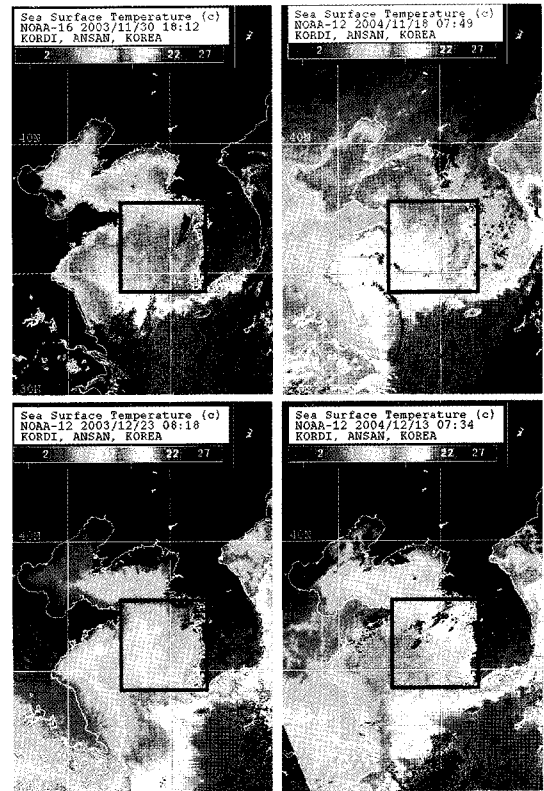 Sea Surface Temperature (c)
NOAA-16 2003/11/30 18:12
KORDI, ANSAN, KOREA
2 22 27
40N
30N
Sea Surface Temperature (c)
NOAA-12 2004/11/18 07:49
KORDI, ANSAN, KOREA
2 22 27
40N
Sea Surface Temperature (c)
NOAA-12 2003/12/23 08:18
KORDI, ANSAN, KOREA
2 22 27
40N
Sea Surface Temperature (c)
NOAA-12 2004/12/13 07:34
KORDI, ANSAN, KOREA
2 22 27
40N